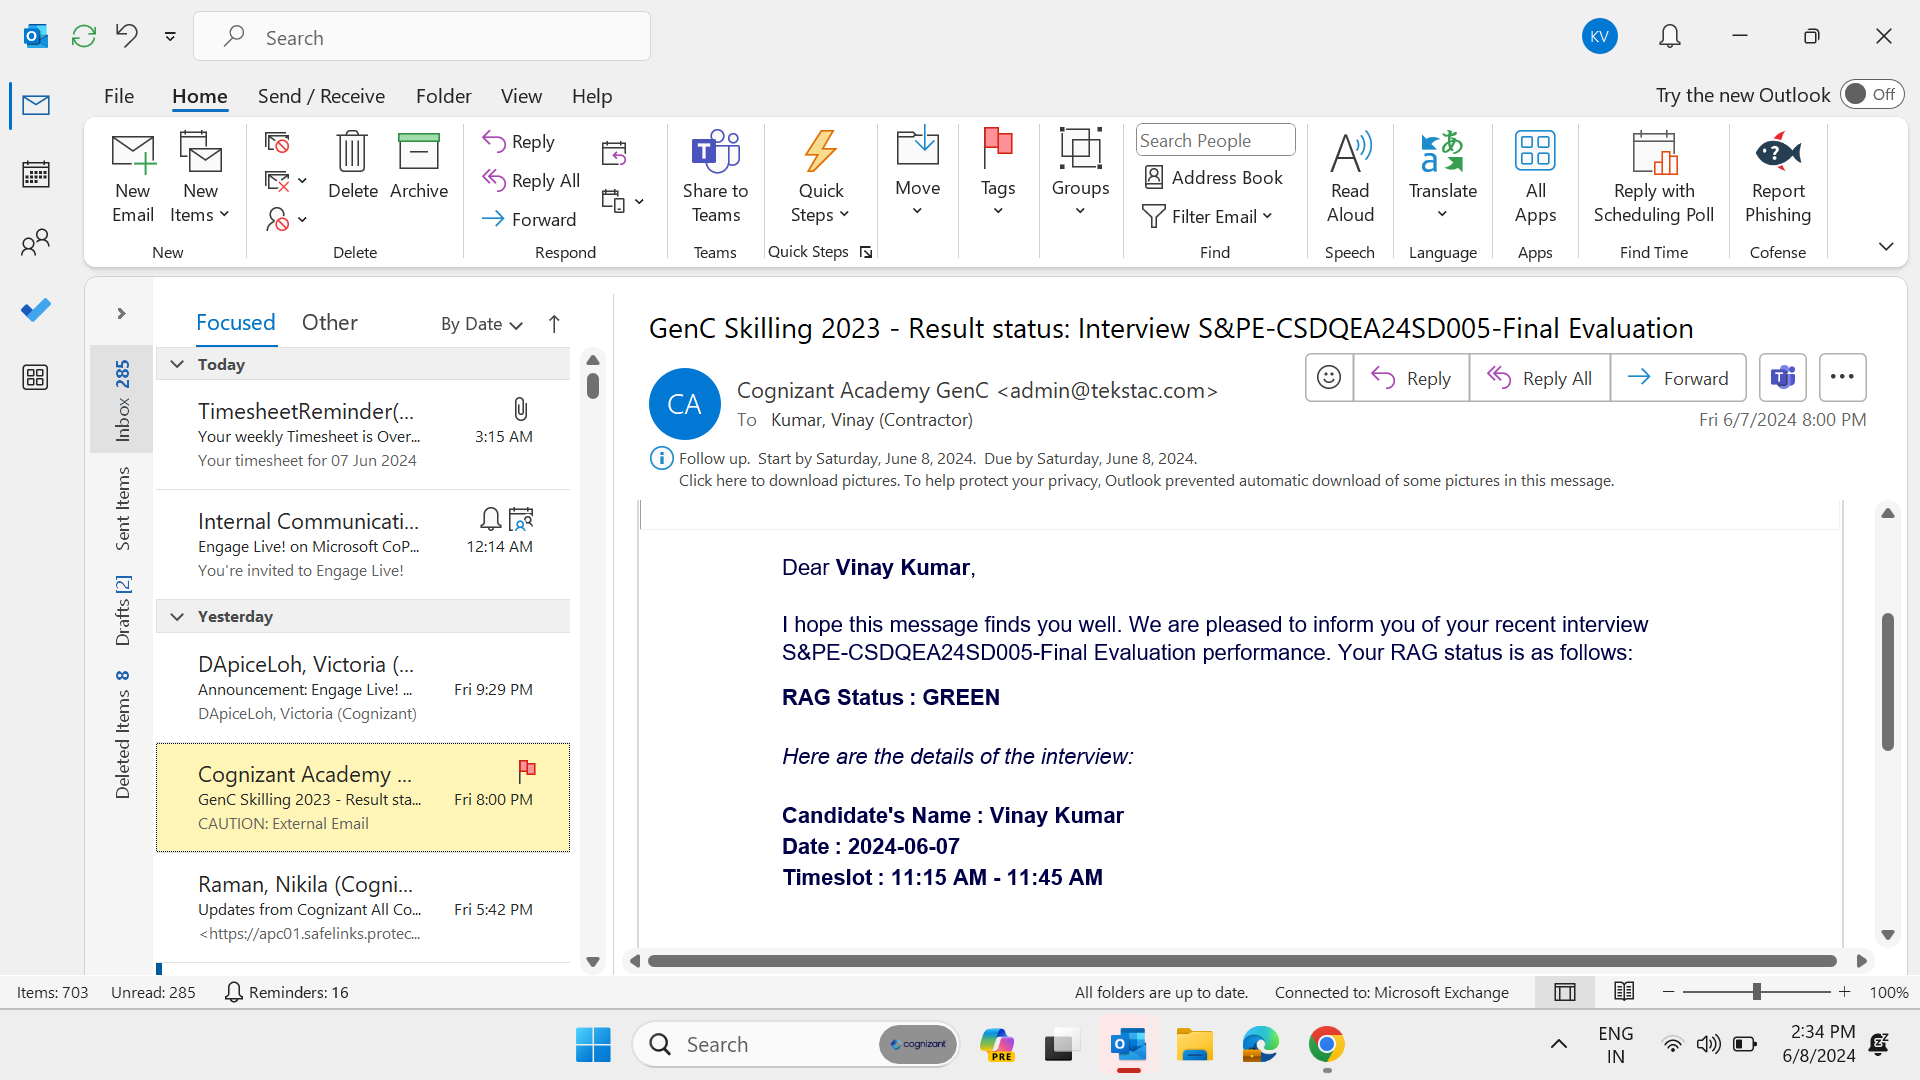 Search
KV
File Home Send / Receive Folder View Help
Try the new Outlook Off
New Email
New Items
New
Delete
Archive
Delete
Reply
Reply All
Forward
Respond
Share to Teams
Teams
Quick Steps
Quick Steps
Move
Tags
Groups
Search People
Address Book
Filter Email
Find
Read Aloud
Speech
Translate
Language
All Apps
Apps
Reply with Scheduling Poll
Find Time
Report Phishing
Cofense
Inbox 285
Sent Items
Drafts [2]
Deleted Items 8
Focused Other By Date
Today
TimesheetReminder(...
Your weekly Timesheet is Over... 3:15 AM
Your timesheet for 07 Jun 2024
Internal Communicati...
Engage Live! on Microsoft CoP... 12:14 AM
You're invited to Engage Live!
Yesterday
DApiceLoh, Victoria (...
Announcement: Engage Live! ... Fri 9:29 PM
DApiceLoh, Victoria (Cognizant)
Cognizant Academy ...
GenC Skilling 2023 - Result sta... Fri 8:00 PM
CAUTION: External Email
Raman, Nikila (Cogni...
Updates from Cognizant All Co... Fri 5:42 PM
<https://apc01.safelinks.protec...
GenC Skilling 2023 - Result status: Interview S&PE-CSDQEA24SD005-Final Evaluation
CA
Cognizant Academy GenC <admin@tekstac.com>
To Kumar, Vinay (Contractor)
Reply Reply All Forward
Fri 6/7/2024 8:00 PM
Follow up. Start by Saturday, June 8, 2024. Due by Saturday, June 8, 2024.
Click here to download pictures. To help protect your privacy, Outlook prevented automatic download of some pictures in this message.
Dear Vinay Kumar,
I hope this message finds you well. We are pleased to inform you of your recent interview
S&PE-CSDQEA24SD005-Final Evaluation performance. Your RAG status is as follows:
RAG Status : GREEN
Here are the details of the interview:
Candidate's Name : Vinay Kumar
Date : 2024-06-07
Timeslot : 11:15 AM - 11:45 AM
Items: 703 Unread: 285 Reminders: 16
All folders are up to date. Connected to: Microsoft Exchange 100%
Search cognizant
PRE
ENG
IN
2:34 PM
6/8/2024